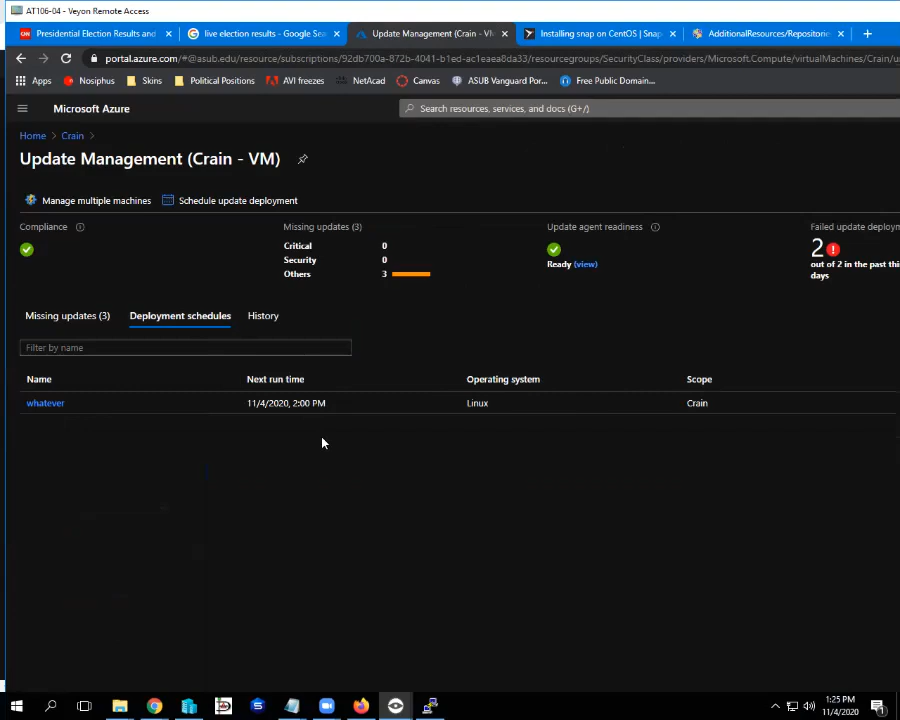 AT106-04 - Veyon Remote Access
Presidential Election Results and
live election results - Google Sea
Update Management (Crain - VM
Installing snap on CentOS | Snap
AdditionalResources/Repositorie
portal.azure.com/#@asub.edu/resource/subscriptions/92db700a-872b-4041-b1ed-ac1eaea8da33/resourcegroups/SecurityClass/providers/Microsoft.Compute/virtualMachines/Crain/u
Apps
Nosiphus
Skins
Political Positions
AVI freezes
NetAcad
Canvas
ASUB Vanguard Por...
Free Public Domain...
Microsoft Azure
Search resources, services, and docs (G+/)
Home > Crain >
Update Management (Crain - VM)
Manage multiple machines
Schedule update deployment
Compliance
Missing updates (3)
Critical 0
Security 0
Others 3
Update agent readiness
Ready (view)
Failed update deploym
2
out of 2 in the past thi
days
Missing updates (3)
Deployment schedules
History
Filter by name
Name Next run time Operating system Scope
whatever 11/4/2020, 2:00 PM Linux Crain
1:25 PM
11/4/2020
1